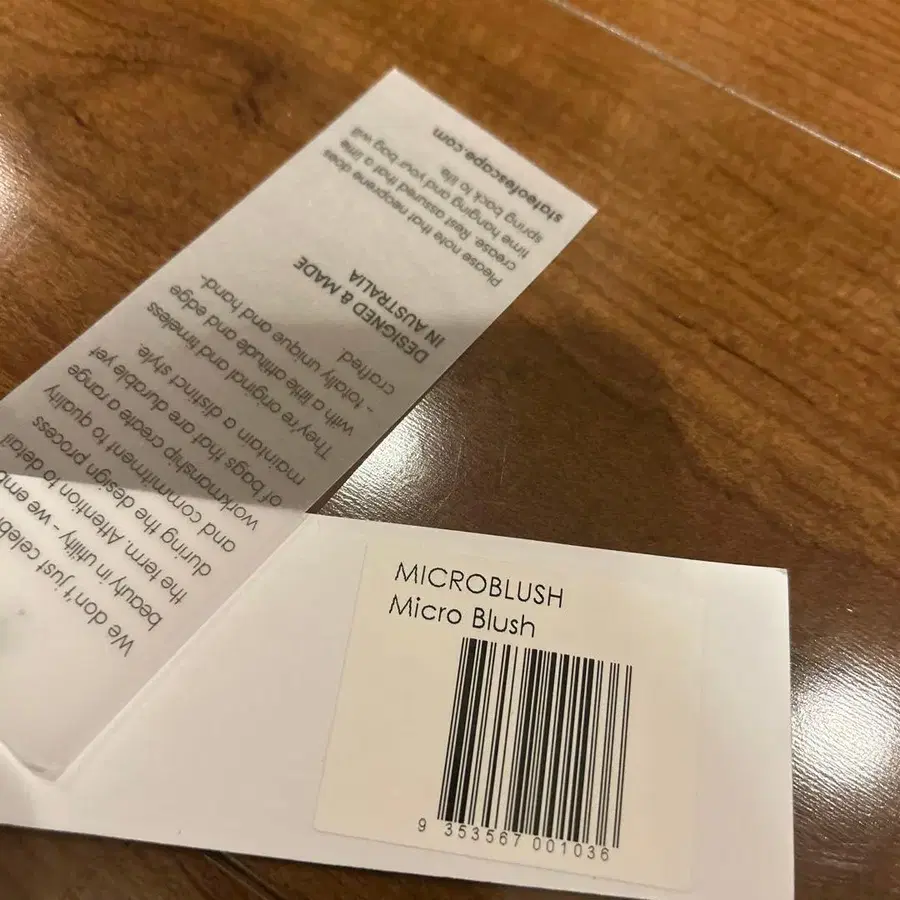 We don't just celeb
beauty in utility - we emb
the term. Attention to detail
during the design process
and commitment to quality
workmanship create a range
of bags that are durable yet
maintain a distinct style.
They're original and timeless
with a little attitude and edge
- totally unique and hand-
crafted.
DESIGNED & MADE
IN AUSTRALIA
Please note that neoprene does
crease. Rest assured that a little
time hanging and your bag will
spring back to life.
stateofescape.com
MICROBLUSH
Micro Blush
9 353567 001036